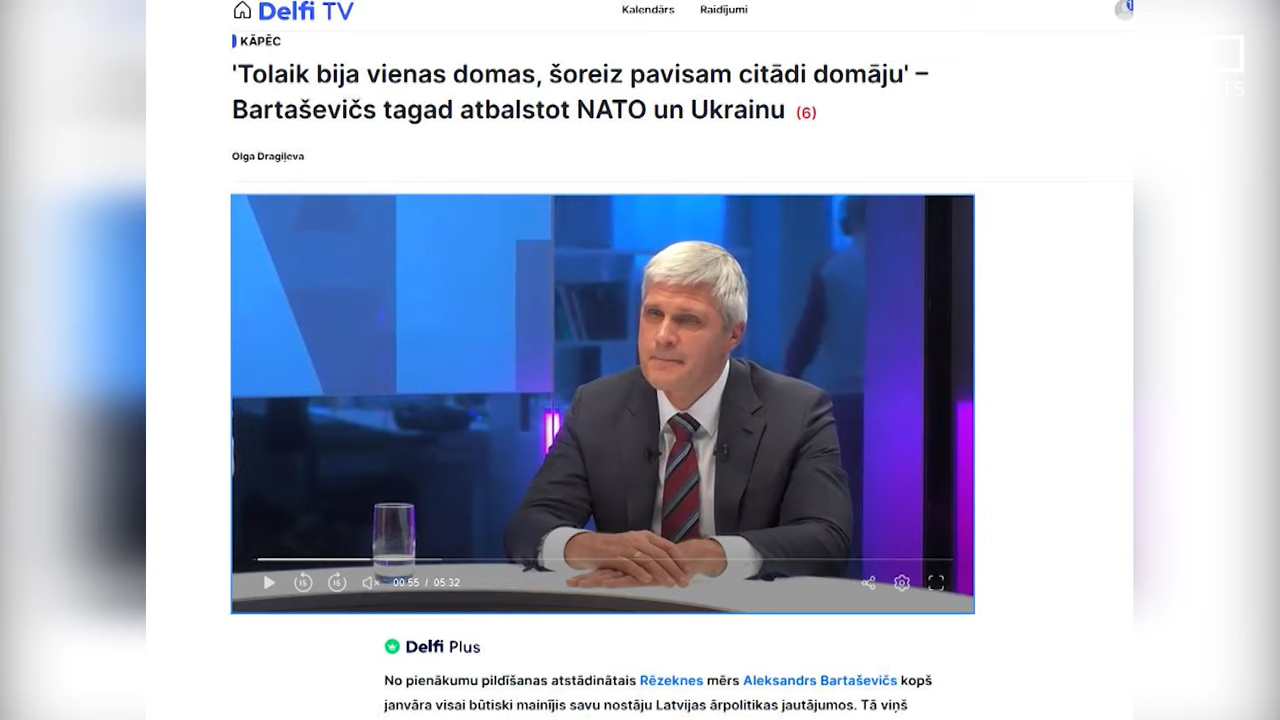 Delfi TV
Kalendārs Raidījumi
KĀPĒC
'Tolaik bija vienas domas, šoreiz pavisam citādi domāju' –
Bartaševičs tagad atbalstot NATO un Ukrainu (6)
Olga Dragiļeva
15 15 00:55 / 05:32
Delfi Plus
No pienākumu pildīšanas atstādinātais Rēzeknes mērs Aleksandrs Bartaševičs kopš
janvāra visai būtiski mainījis savu nostāju Latvijas ārpolitikas jautājumos. Tā viņš